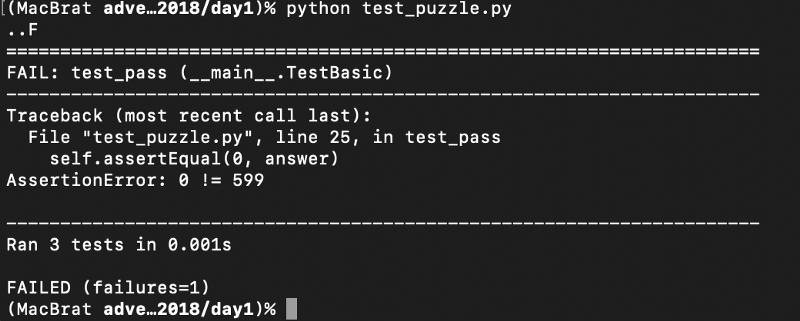 [(MacBrat adve…2018/day1)% python test_puzzle.py
..F
======================================================================
FAIL: test_pass (__main__.TestBasic)
----------------------------------------------------------------------
Traceback (most recent call last):
  File "test_puzzle.py", line 25, in test_pass
    self.assertEqual(0, answer)
AssertionError: 0 != 599

----------------------------------------------------------------------
Ran 3 tests in 0.001s

FAILED (failures=1)
(MacBrat adve…2018/day1)%